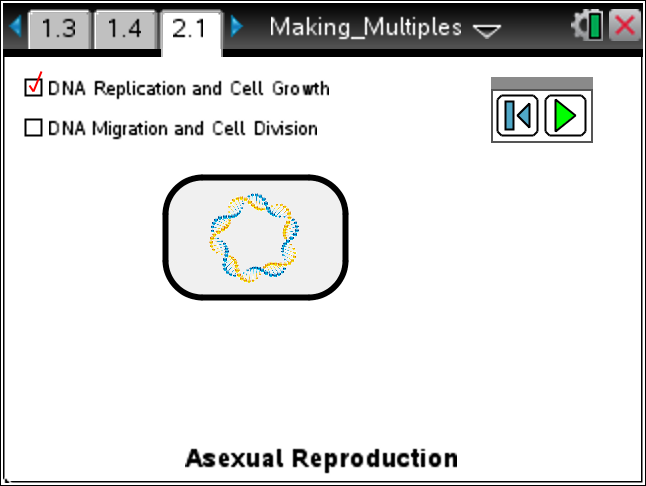 1.3 1.4 2.1 Making_Multiples
DNA Replication and Cell Growth
DNA Migration and Cell Division
Asexual Reproduction